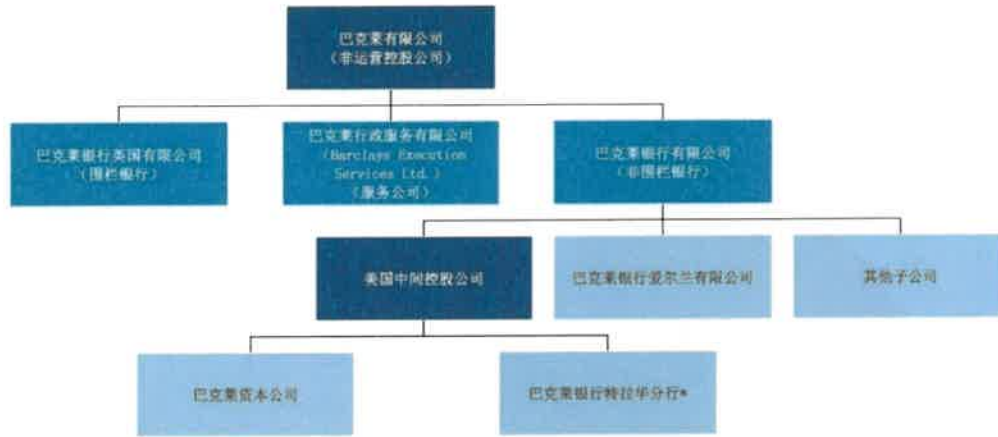 巴克莱有限公司
（非运营控股公司）
巴克莱银行英国有限公司
（围栏银行）
巴克莱行政服务有限公司
（Barclays Execution
Services Ltd.）
（服务公司）
巴克莱银行有限公司
（非围栏银行）
美国中间控股公司
巴克莱银行爱尔兰有限公司
其他子公司
巴克莱资本公司
巴克莱银行特拉华分行*